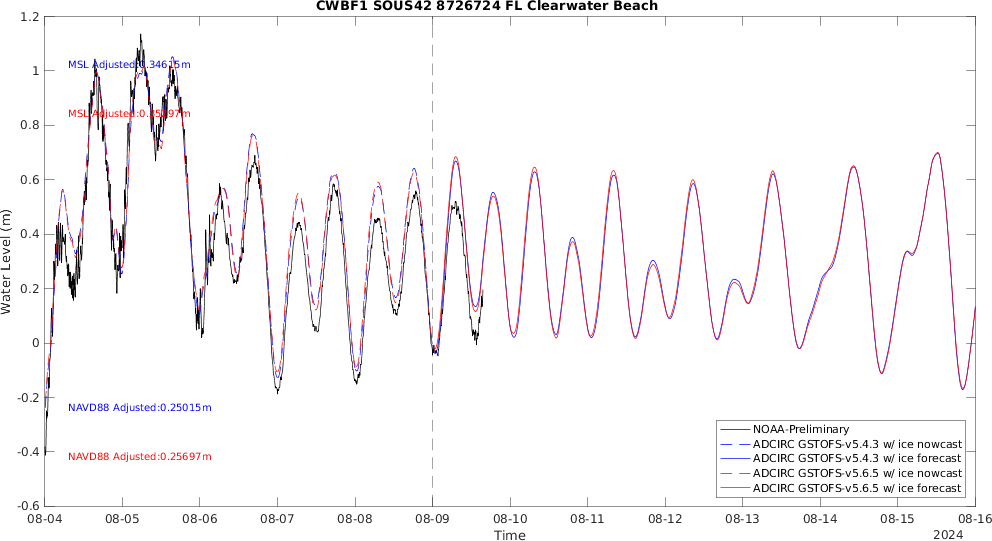 CWBF1 SOUS42 8726724 FL Clearwater Beach
1.2
1
0.8
0.6
0.4
0.2
0
-0.2
-0.4
-0.6
Water Level (m)
MSL Adjusted:0.34615m
MSL Adjusted:0.35297m
NAVD88 Adjusted:0.25015m
NAVD88 Adjusted:0.25697m
NOAA-Preliminary
ADCIRC GSTOFS-v5.4.3 w/ ice nowcast
ADCIRC GSTOFS-v5.4.3 w/ ice forecast
ADCIRC GSTOFS-v5.6.5 w/ ice nowcast
ADCIRC GSTOFS-v5.6.5 w/ ice forecast
08-04 08-05 08-06 08-07 08-08 08-09 08-10 08-11 08-12 08-13 08-14 08-15 08-16
Time
2024